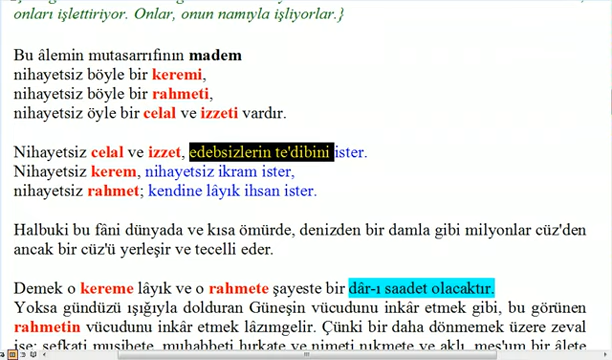 onları işlettiriyor. Onlar, onun namıyla işliyorlar.}
Bu âlemin mutasarrıfının madem
nihayetsiz böyle bir keremi,
nihayetsiz böyle bir rahmeti,
nihayetsiz öyle bir celal ve izzeti vardır.
Nihayetsiz celal ve izzet, edebsizlerin te'dibini ister.
Nihayetsiz kerem, nihayetsiz ikram ister,
nihayetsiz rahmet; kendine lâyık ihsan ister.
Halbuki bu fâni dünyada ve kısa ömürde, denizden bir damla gibi milyonlar cüz'den
ancak bir cüz'ü yerleşir ve tecelli eder.
Demek o kereme lâyık ve o rahmete şayeste bir dâr-ı saadet olacaktır.
Yoksa gündüzü ışığıyla dolduran Güneşin vücudunu inkâr etmek gibi, bu görünen
rahmetin vücudunu inkâr etmek lâzımgelir. Çünki bir daha dönmemek üzere zeval
ise; şefkati musibete, muhabbeti hırkate ve nimeti nıkmete ve aklı, meş'um bir âlete